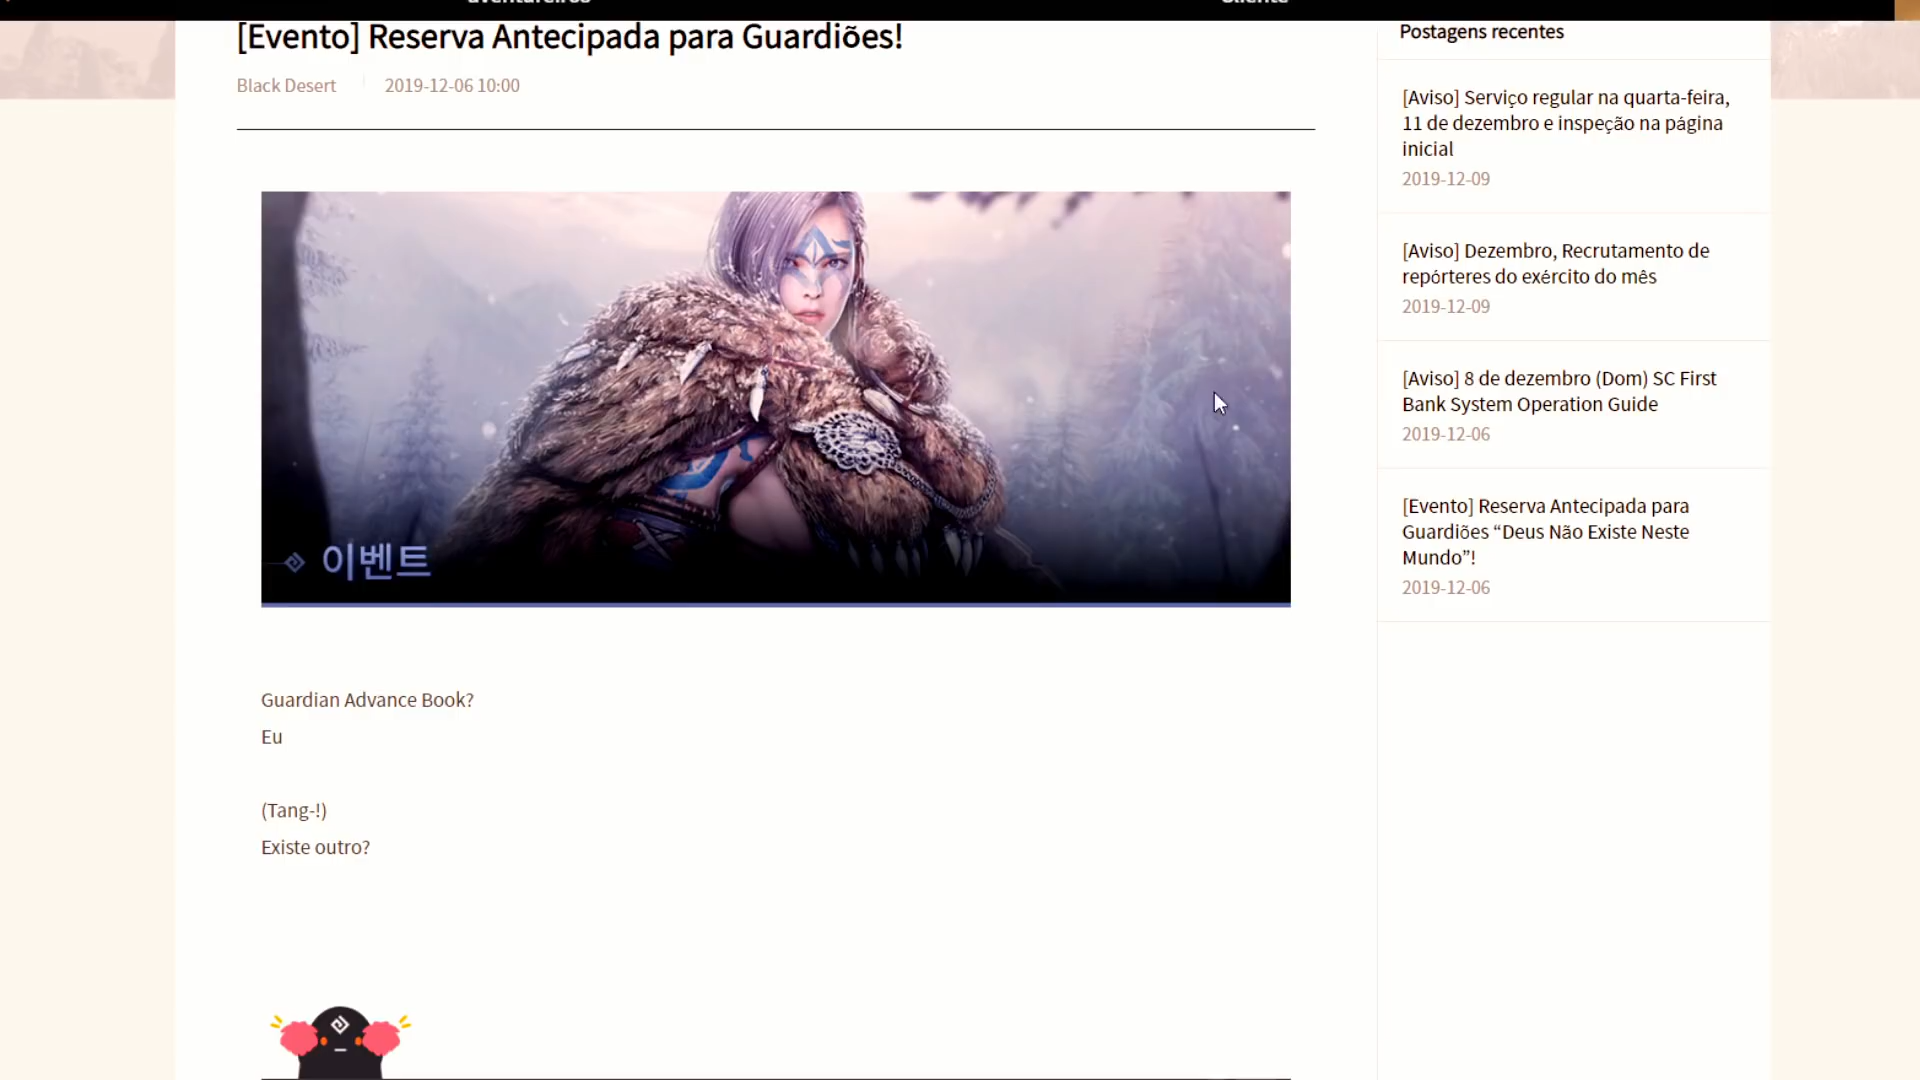 aventureiros
Cliente
[Evento] Reserva Antecipada para Guardiões!
Black Desert
2019-12-06 10:00
이벤트
Guardian Advance Book?
Eu
(Tang-!)
Existe outro?
Postagens recentes
[Aviso] Serviço regular na quarta-feira,
11 de dezembro e inspeção na página
inicial
2019-12-09
[Aviso] Dezembro, Recrutamento de
repórteres do exército do mês
2019-12-09
[Aviso] 8 de dezembro (Dom) SC First
Bank System Operation Guide
2019-12-06
[Evento] Reserva Antecipada para
Guardiões “Deus Não Existe Neste
Mundo”!
2019-12-06